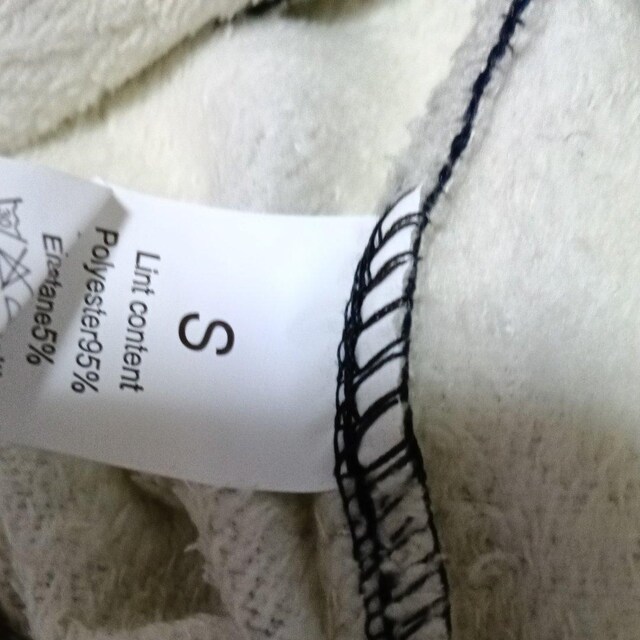 S
Lint content
Polyester95%
Elastane5%